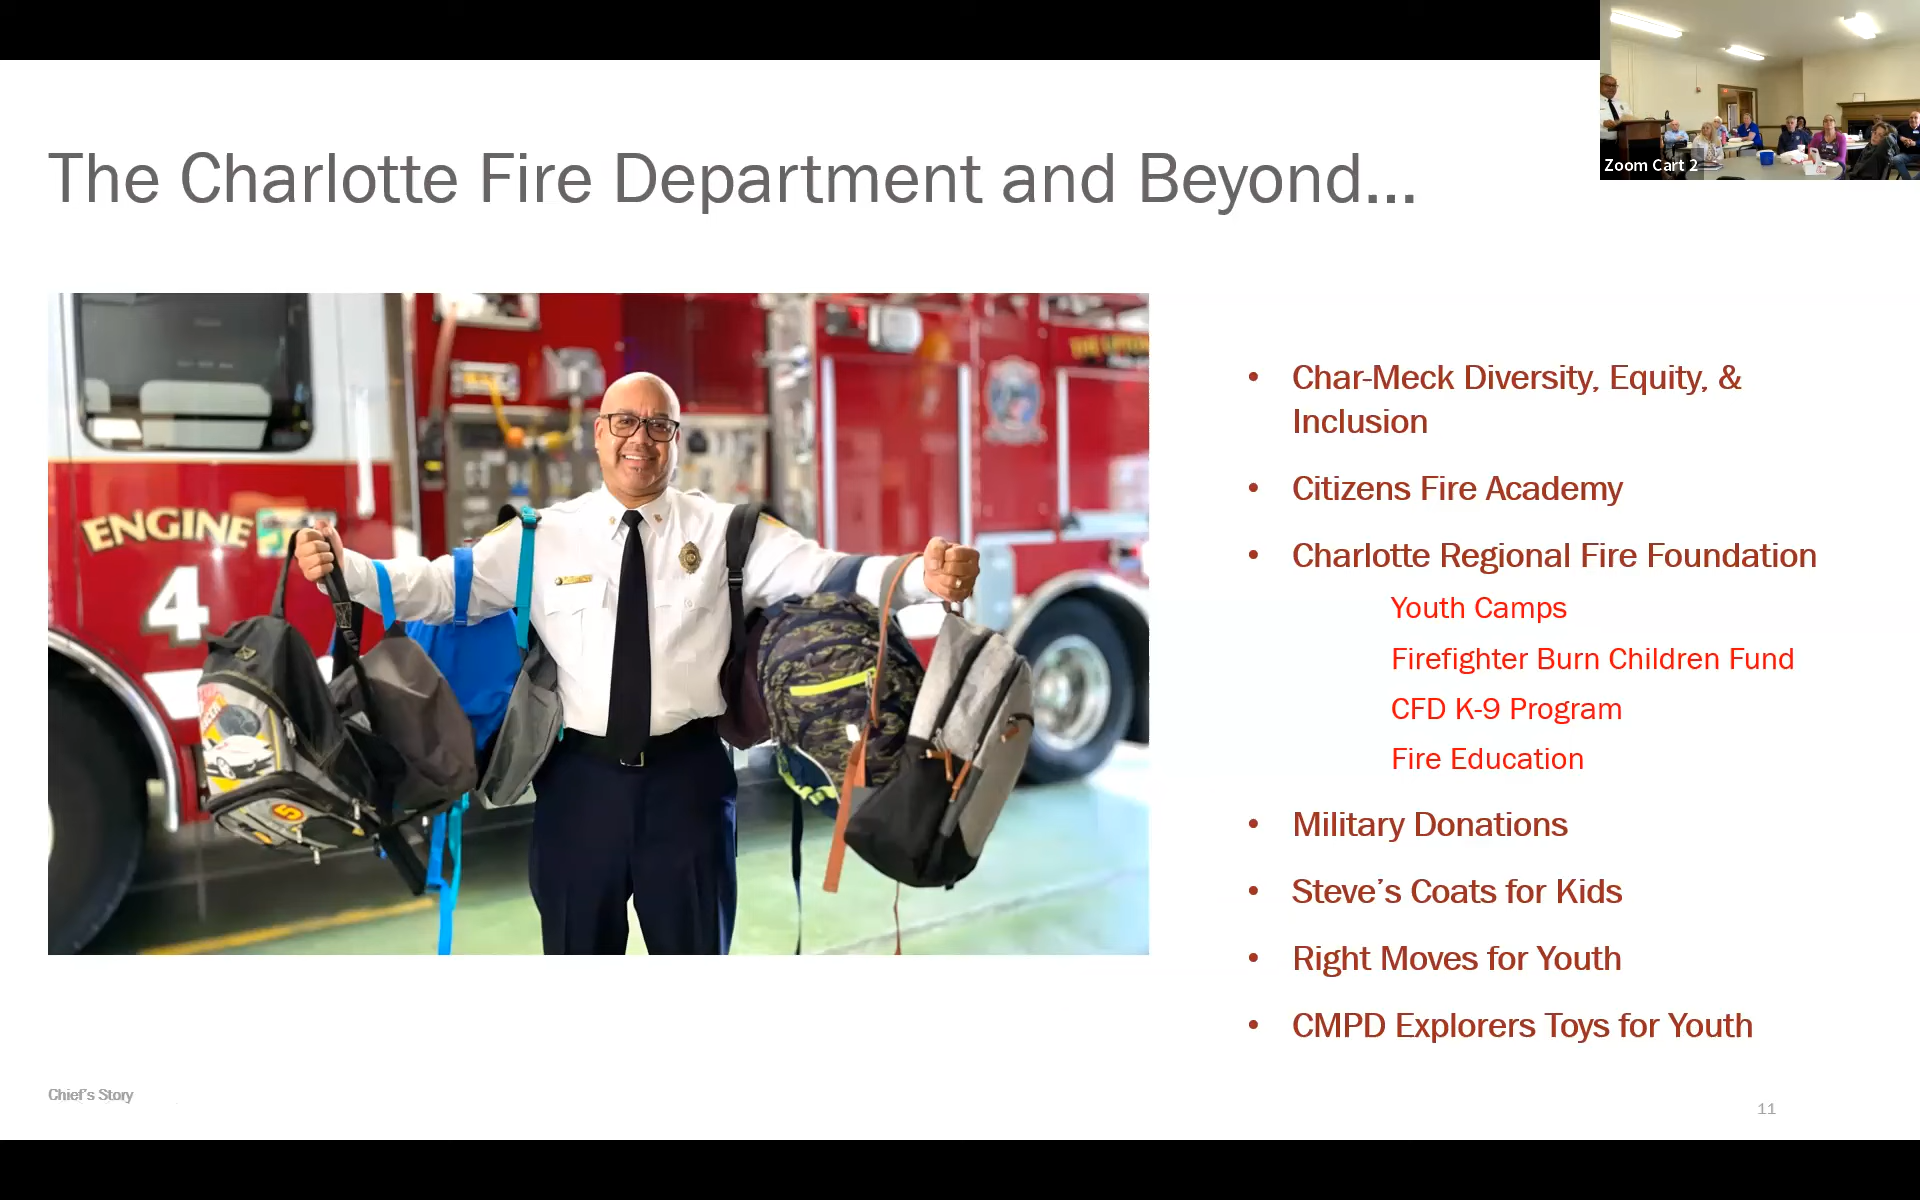 Zoom Cart 2
The Charlotte Fire Department and Beyond...
ENGINE
4
5
• Char-Meck Diversity, Equity, &
Inclusion
• Citizens Fire Academy
• Charlotte Regional Fire Foundation
Youth Camps
Firefighter Burn Children Fund
CFD K-9 Program
Fire Education
• Military Donations
• Steve’s Coats for Kids
• Right Moves for Youth
• CMPD Explorers Toys for Youth
Chief’s Story
11